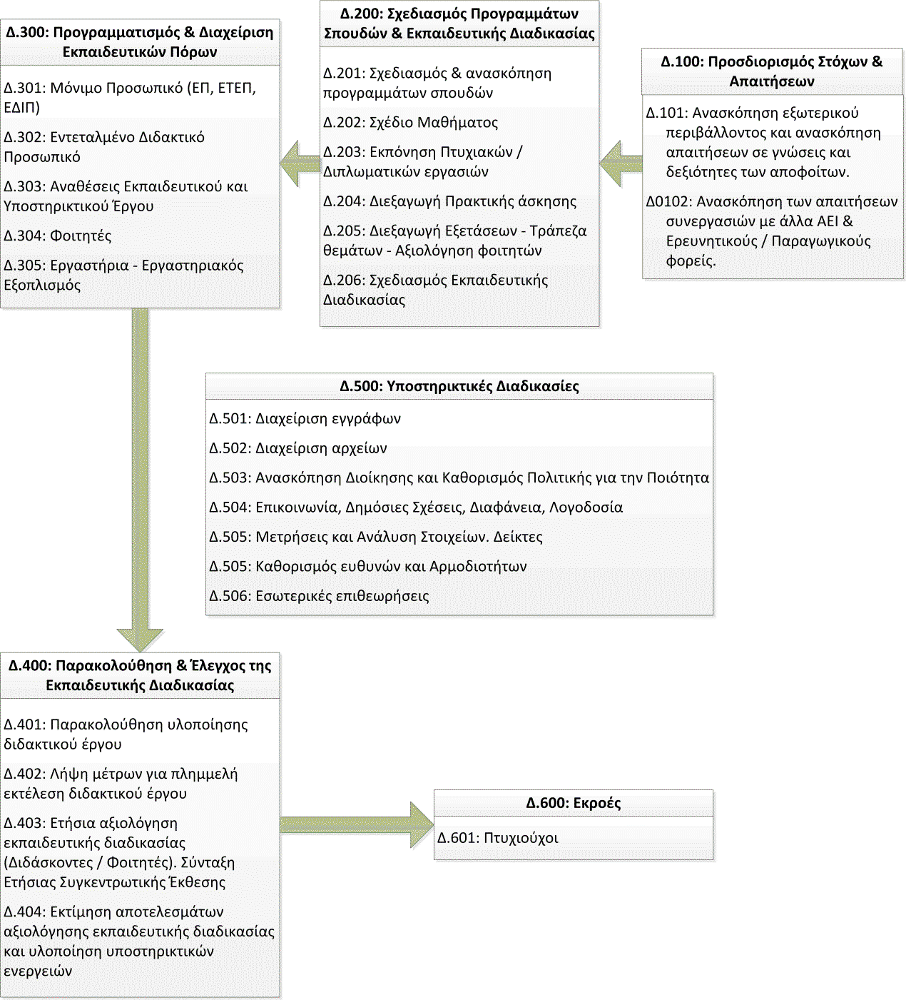 Δ.300: Προγραμματισμός & Διαχείριση
Εκπαιδευτικών Πόρων
Δ.301: Μόνιμο Προσωπικό (ΕΠ, ΕΤΕΠ,
ΕΔΙΠ)
Δ.302: Εντεταλμένο Διδακτικό
Προσωπικό
Δ.303: Αναθέσεις Εκπαιδευτικού και
Υποστηρικτικού Έργου
Δ.304: Φοιτητές
Δ.305: Εργαστήρια - Εργαστηριακός
Εξοπλισμός
Δ.200: Σχεδιασμός Προγραμμάτων
Σπουδών & Εκπαιδευτικής Διαδικασίας
Δ.201: Σχεδιασμός & ανασκόπηση
προγραμμάτων σπουδών
Δ.202: Σχέδιο Μαθήματος
Δ.203: Εκπόνηση Πτυχιακών /
Διπλωματικών εργασιών
Δ.204: Διεξαγωγή Πρακτικής άσκησης
Δ.205: Διεξαγωγή Εξετάσεων - Τράπεζα
θεμάτων - Αξιολόγηση φοιτητών
Δ.206: Σχεδιασμός Εκπαιδευτικής
Διαδικασίας
Δ.100: Προσδιορισμός Στόχων &
Απαιτήσεων
Δ.101: Ανασκόπηση εξωτερικού
περιβάλλοντος και ανασκόπηση
απαιτήσεων σε γνώσεις και
δεξιότητες των αποφοίτων.
Δ0102: Ανασκόπηση των απαιτήσεων
συνεργασιών με άλλα ΑΕΙ &
Ερευνητικούς / Παραγωγικούς
φορείς.
Δ.500: Υποστηρικτικές Διαδικασίες
Δ.501: Διαχείριση εγγράφων
Δ.502: Διαχείριση αρχείων
Δ.503: Ανασκόπηση Διοίκησης και Καθορισμός Πολιτικής για την Ποιότητα
Δ.504: Επικοινωνία, Δημόσιες Σχέσεις, Διαφάνεια, Λογοδοσία
Δ.505: Μετρήσεις και Ανάλυση Στοιχείων. Δείκτες
Δ.505: Καθορισμός ευθυνών και Αρμοδιοτήτων
Δ.506: Εσωτερικές επιθεωρήσεις
Δ.400: Παρακολούθηση & Έλεγχος της
Εκπαιδευτικής Διαδικασίας
Δ.401: Παρακολούθηση υλοποίησης
διδακτικού έργου
Δ.402: Λήψη μέτρων για πλημμελή
εκτέλεση διδακτικού έργου
Δ.403: Ετήσια αξιολόγηση
εκπαιδευτικής διαδικασίας
(Διδάσκοντες / Φοιτητές). Σύνταξη
Ετήσιας Συγκεντρωτικής Έκθεσης
Δ.404: Εκτίμηση αποτελεσμάτων
αξιολόγησης εκπαιδευτικής διαδικασίας
και υλοποίηση υποστηρικτικών
ενεργειών
Δ.600: Εκροές
Δ.601: Πτυχιούχοι